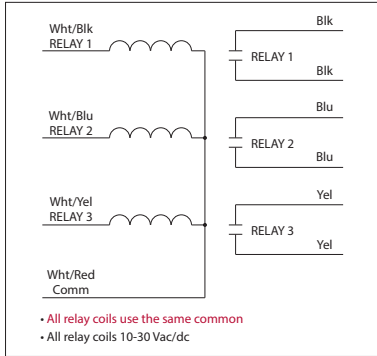 Wht/Blk
RELAY 1
Blk
RELAY 1
Blk
Wht/Blu
RELAY 2
Blu
RELAY 2
Blu
Wht/Yel
RELAY 3
Yel
RELAY 3
Yel
Wht/Red
Comm
• All relay coils use the same common
• All relay coils 10-30 Vac/dc